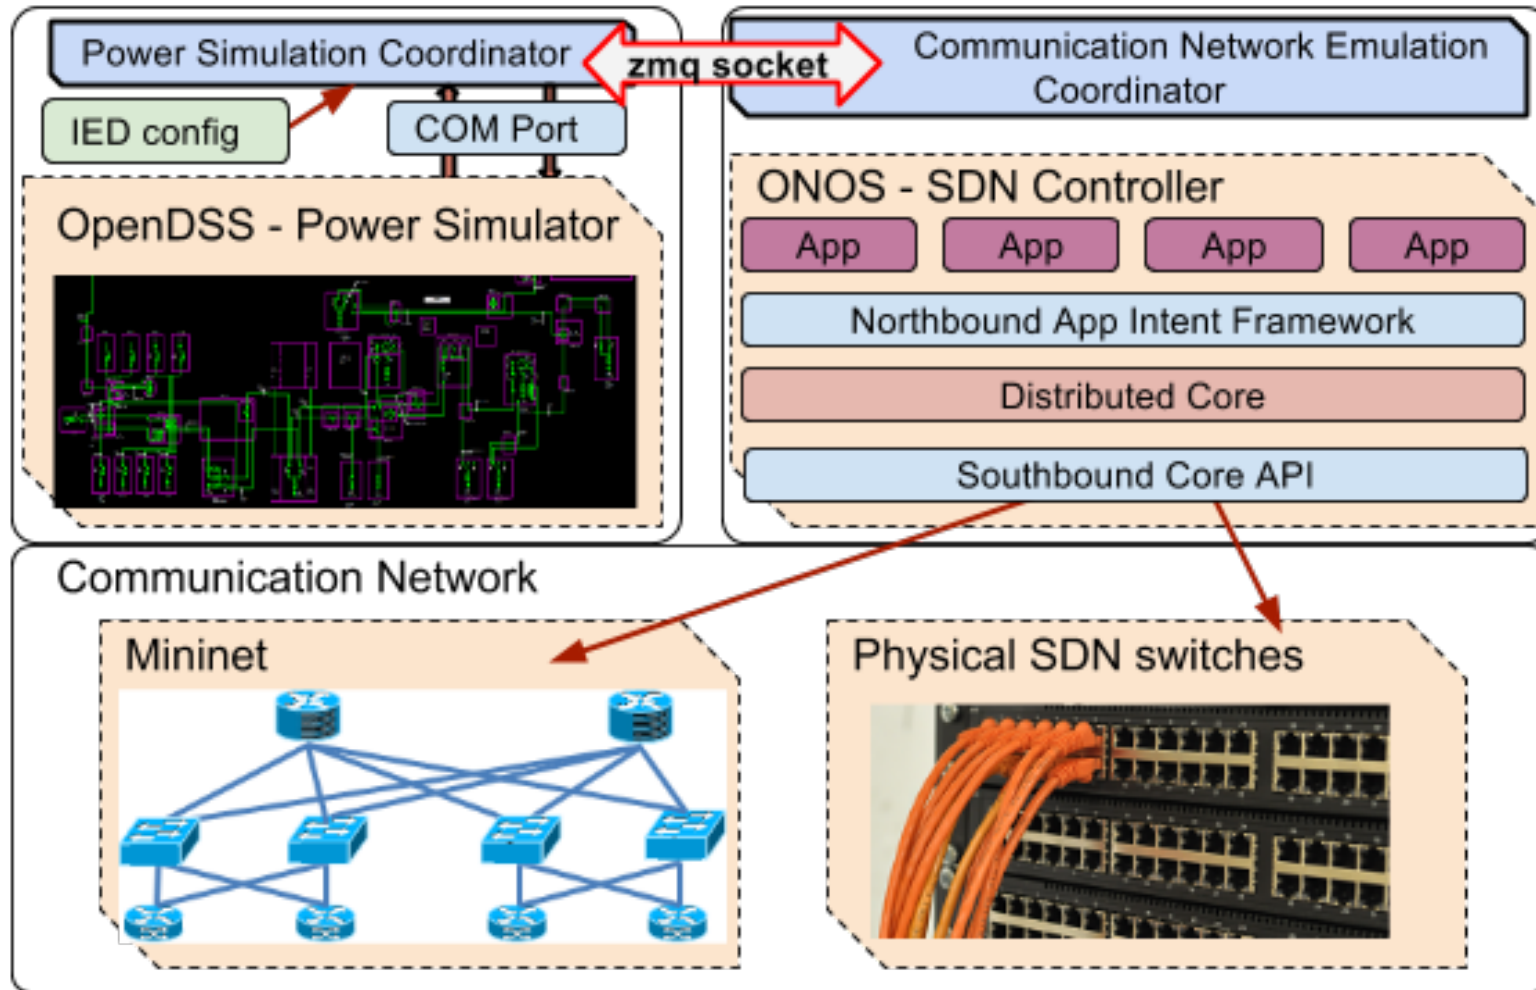 Power Simulation Coordinator
zmq socket
Communication Network Emulation
Coordinator
IED config
COM Port
OpenDSS - Power Simulator
ONOS - SDN Controller
App
App
App
App
Northbound App Intent Framework
Distributed Core
Southbound Core API
Communication Network
Mininet
Physical SDN switches